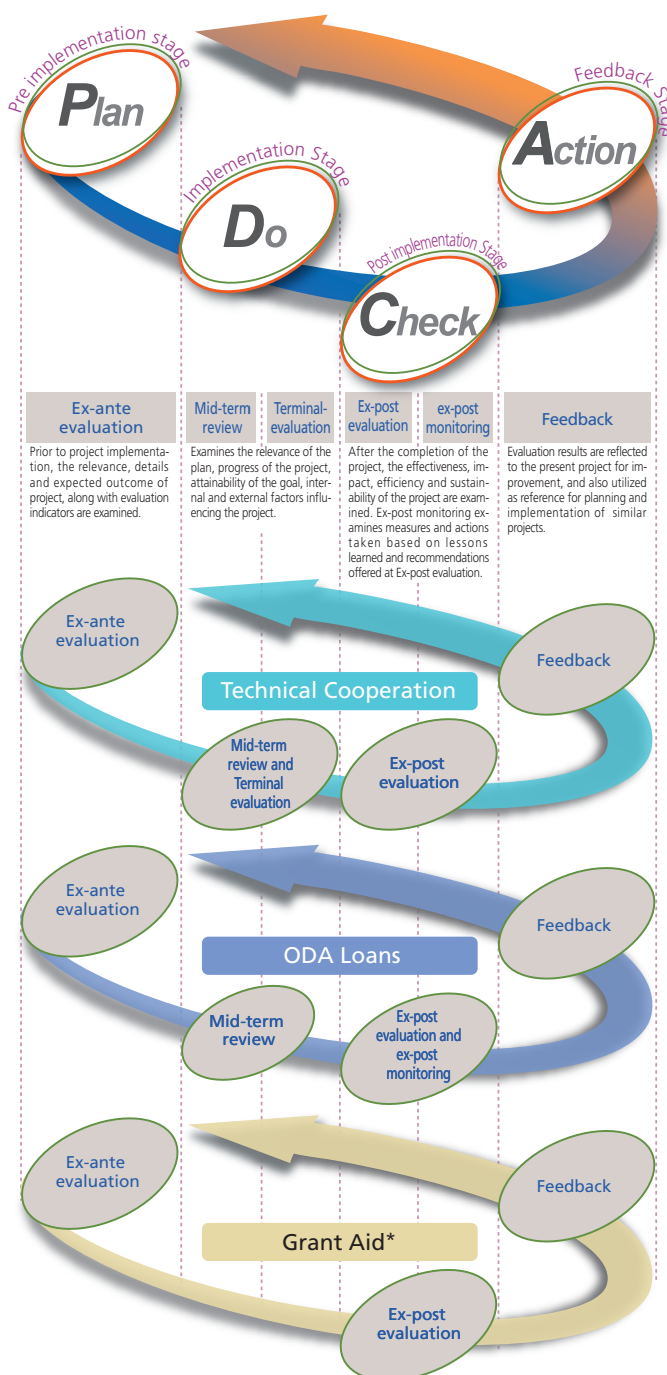 Pre implementation stage
Plan
Implementation Stage
Do
Post implementation Stage
Check
Feedback Stage
Action
Ex-ante
evaluation
Prior to project implementa-
tion, the relevance, details
and expected outcome of
project, along with evaluation
indicators are examined.
Mid-term
review
Terminal-
evaluation
Examines the relevance of the
plan, progress of the project,
attainability of the goal, inter-
nal and external factors influ-
encing the project.
Ex-post
evaluation
ex-post
monitoring
After the completion of the
project, the effectiveness, im-
pact, efficiency and sustain-
ability of the project are exam-
ined. Ex-post monitoring ex-
amines measures and actions
taken based on lessons
learned and recommendations
offered at Ex-post evaluation.
Feedback
Evaluation results are reflected
to the present project for im-
provement, and also utilized
as reference for planning and
implementation of similar
projects.
Ex-ante
evaluation
Feedback
Technical Cooperation
Mid-term
review and
Terminal
evaluation
Ex-post
evaluation
Ex-ante
evaluation
Feedback
ODA Loans
Mid-term
review
Ex-post
evaluation and
ex-post
monitoring
Ex-ante
evaluation
Feedback
Grant Aid*
Ex-post
evaluation